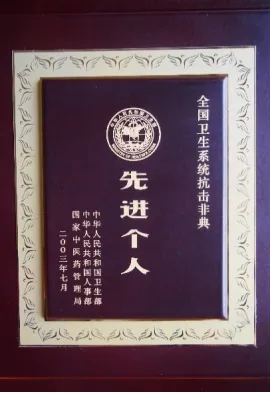 全国卫生系统抗击非典
先进个人
中华人民共和国卫生部
中华人民共和国人事部
国家中医药管理局
二00三年七月